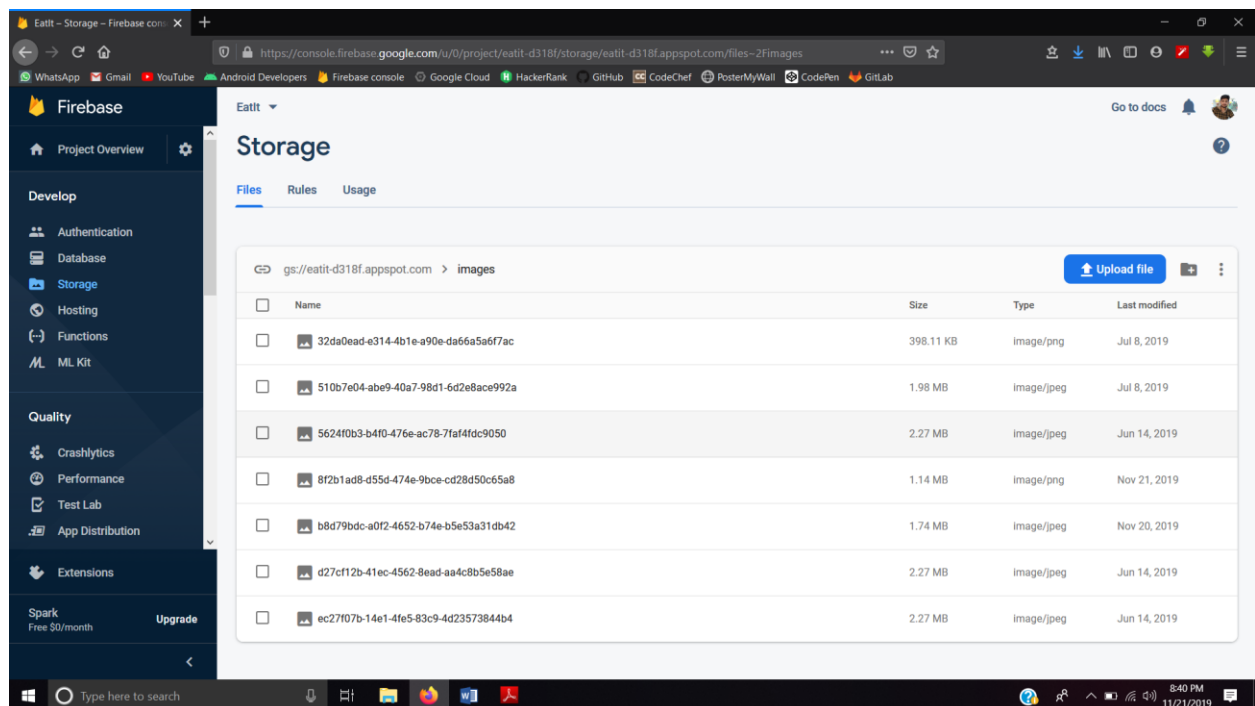 EatIt – Storage – Firebase cons
https://console.firebase.google.com/u/0/project/eatit-d318f/storage/eatit-d318f.appspot.com/files~2Fimages
WhatsApp Gmail YouTube Android Developers Firebase console Google Cloud HackerRank GitHub CodeChef PosterMyWall CodePen GitLab
Firebase
EatIt
Go to docs
Project Overview
Storage
Files Rules Usage
Develop
Authentication
Database
Storage
Hosting
Functions
ML Kit
Quality
Crashlytics
Performance
Test Lab
App Distribution
Extensions
Spark
Free $0/month
Upgrade
gs://eatit-d318f.appspot.com > images
Upload file
Name Size Type Last modified
32da0ead-e314-4b1e-a90e-da66a5a6f7ac 398.11 KB image/png Jul 8, 2019
510b7e04-abe9-40a7-98d1-6d2e8ace992a 1.98 MB image/jpeg Jul 8, 2019
5624f0b3-b4f0-476e-ac78-7faf4fdc9050 2.27 MB image/jpeg Jun 14, 2019
8f2b1ad8-d55d-474e-9bce-cd28d50c65a8 1.14 MB image/png Nov 21, 2019
b8d79bdc-a0f2-4652-b74e-b5e53a31db42 1.74 MB image/jpeg Nov 20, 2019
d27cf12b-41ec-4562-8ead-aa4c8b5e58ae 2.27 MB image/jpeg Jun 14, 2019
ec27f07b-14e1-4fe5-83c9-4d23573844b4 2.27 MB image/jpeg Jun 14, 2019
Type here to search
8:40 PM
11/21/2019